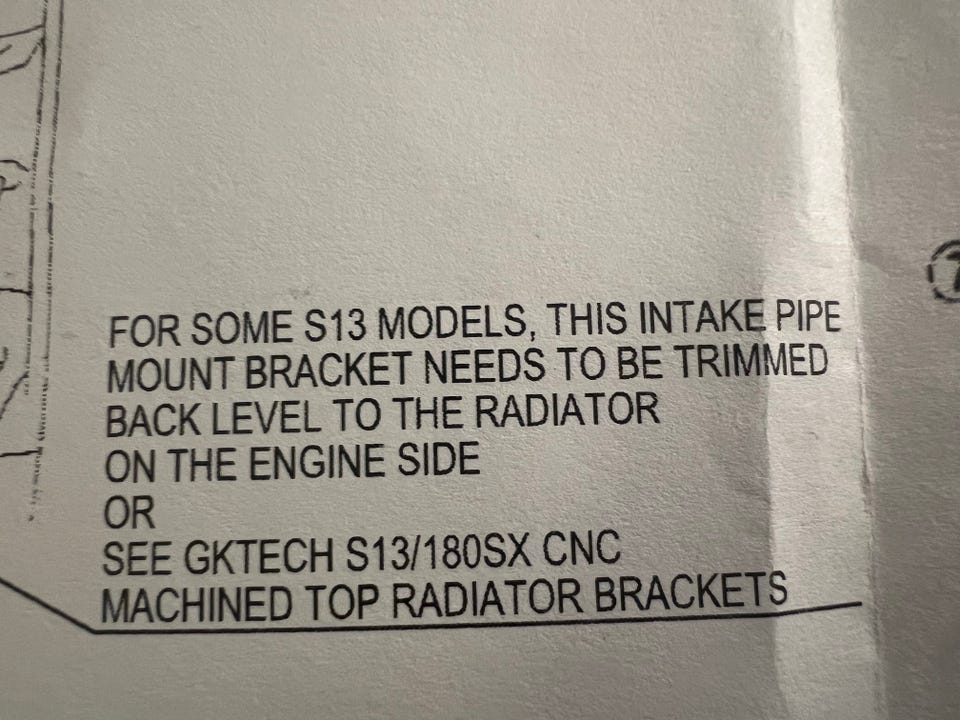 FOR SOME S13 MODELS, THIS INTAKE PIPE
MOUNT BRACKET NEEDS TO BE TRIMMED
BACK LEVEL TO THE RADIATOR
ON THE ENGINE SIDE
OR
SEE GKTECH S13/180SX CNC
MACHINED TOP RADIATOR BRACKETS